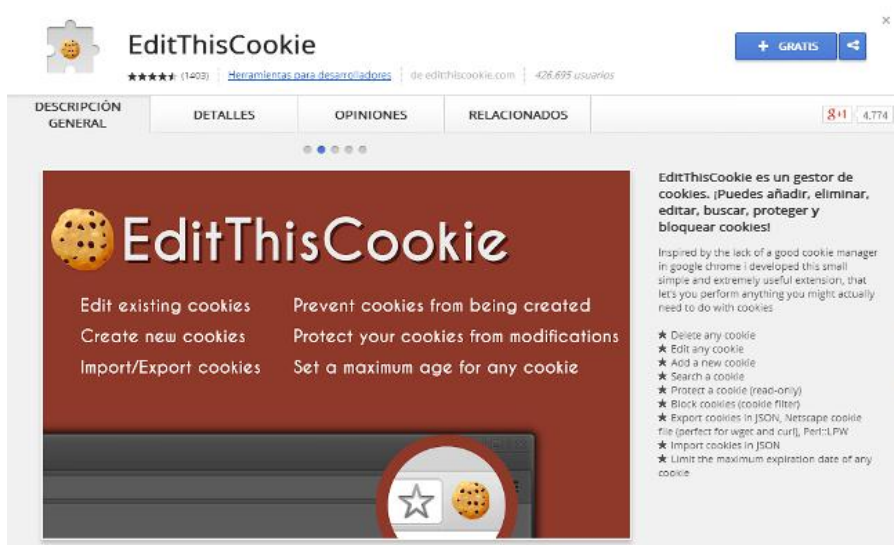 EditThisCookie
+ GRATIS
(1403) Herramientas para desarrolladores de editthiscookie.com 426.695 usuarios
DESCRIPCIÓN
GENERAL
DETALLES
OPINIONES
RELACIONADOS
g+1 4.774
EditThisCookie
Edit existing cookies
Prevent cookies from being created
Create new cookies
Protect your cookies from modifications
Import/Export cookies
Set a maximum age for any cookie
EditThisCookie es un gestor de
cookies. ¡Puedes añadir, eliminar,
editar, buscar, proteger y
bloquear cookies!
Inspired by the lack of a good cookie manager
in google chrome i developed this small
simple and extremely useful extension, that
let's you perform anything you might actually
need to do with cookies
★ Delete any cookie
★ Edit any cookie
★ Add a new cookie
★ Search a cookie
★ Protect a cookie (read-only)
★ Block cookies (cookie filter)
★ Export cookies in JSON, Netscape cookie
file (perfect for wget and curl), Perl::LPW
★ Import cookies in JSON
★ Limit the maximum expiration date of any
cookie